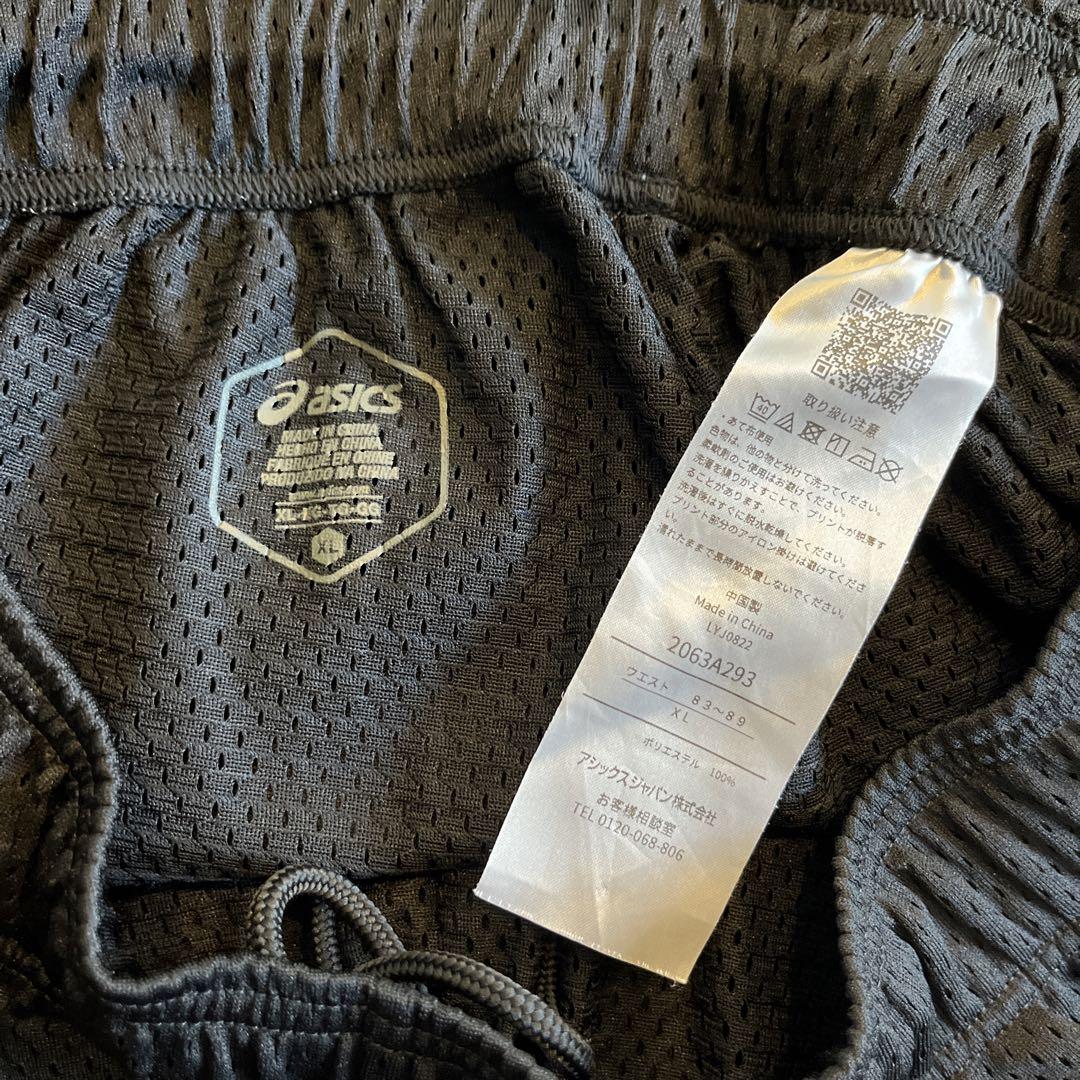 asics
MADE IN CHINA
HECHO EN CHINA
FABRIQUÉ EN CHINE
PRODUZIDO NA CHINA
XL-TG-TG-GG
XL
取り扱い注意
40
・あて布使用
色物は、他の物と分けて洗ってください。
柔軟剤のご使用はお避けください。
洗濯を繰りかえすことで、プリントが脱落す
ることがあります。
洗濯後はすぐに脱水乾燥してください。
プリント部分のアイロン掛けは避けてくださ
い。
濡れたままで長時間放置しないでください。
中国製
Made in China
LYJ0822
2063A293
ウエスト 83～89
XL
ポリエステル 100%
アシックスジャパン株式会社
お客様相談室
TEL 0120-068-806